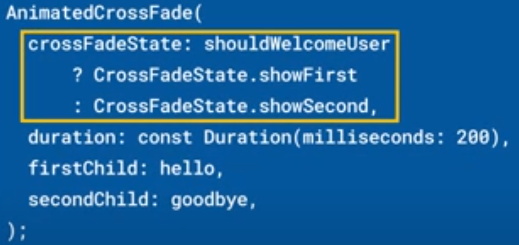 AnimatedCrossFade(
crossFadeState: shouldWelcomeUser
? CrossFadeState.showFirst
: CrossFadeState.showSecond,
duration: const Duration(milliseconds: 200),
firstChild: hello,
secondChild: goodbye,
);